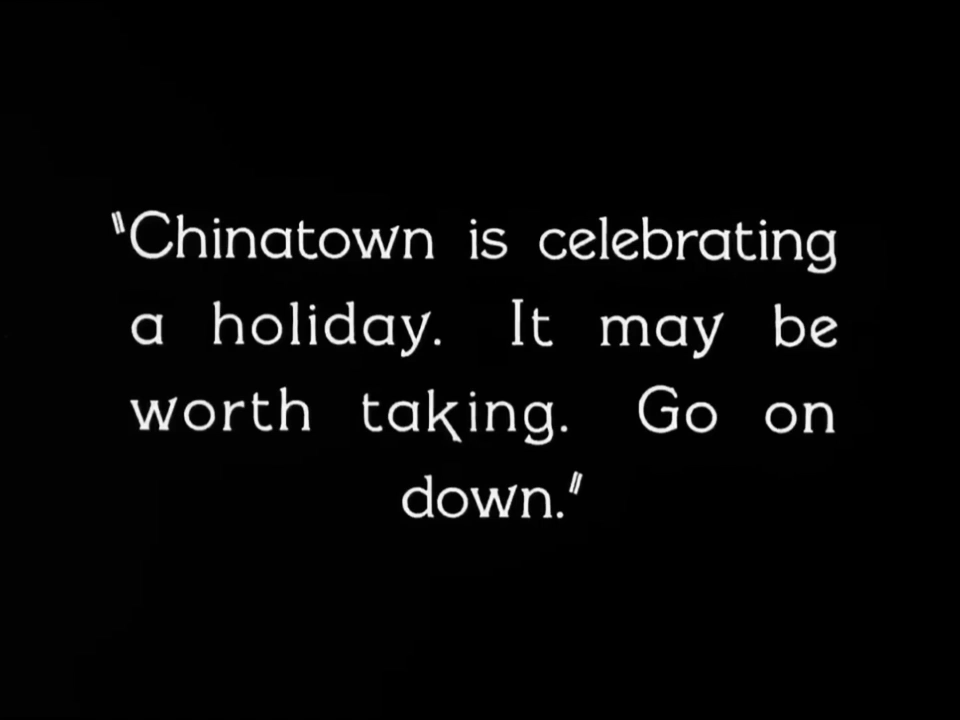 "Chinatown is celebrating
a holiday. It may be
worth taking. Go on
down."